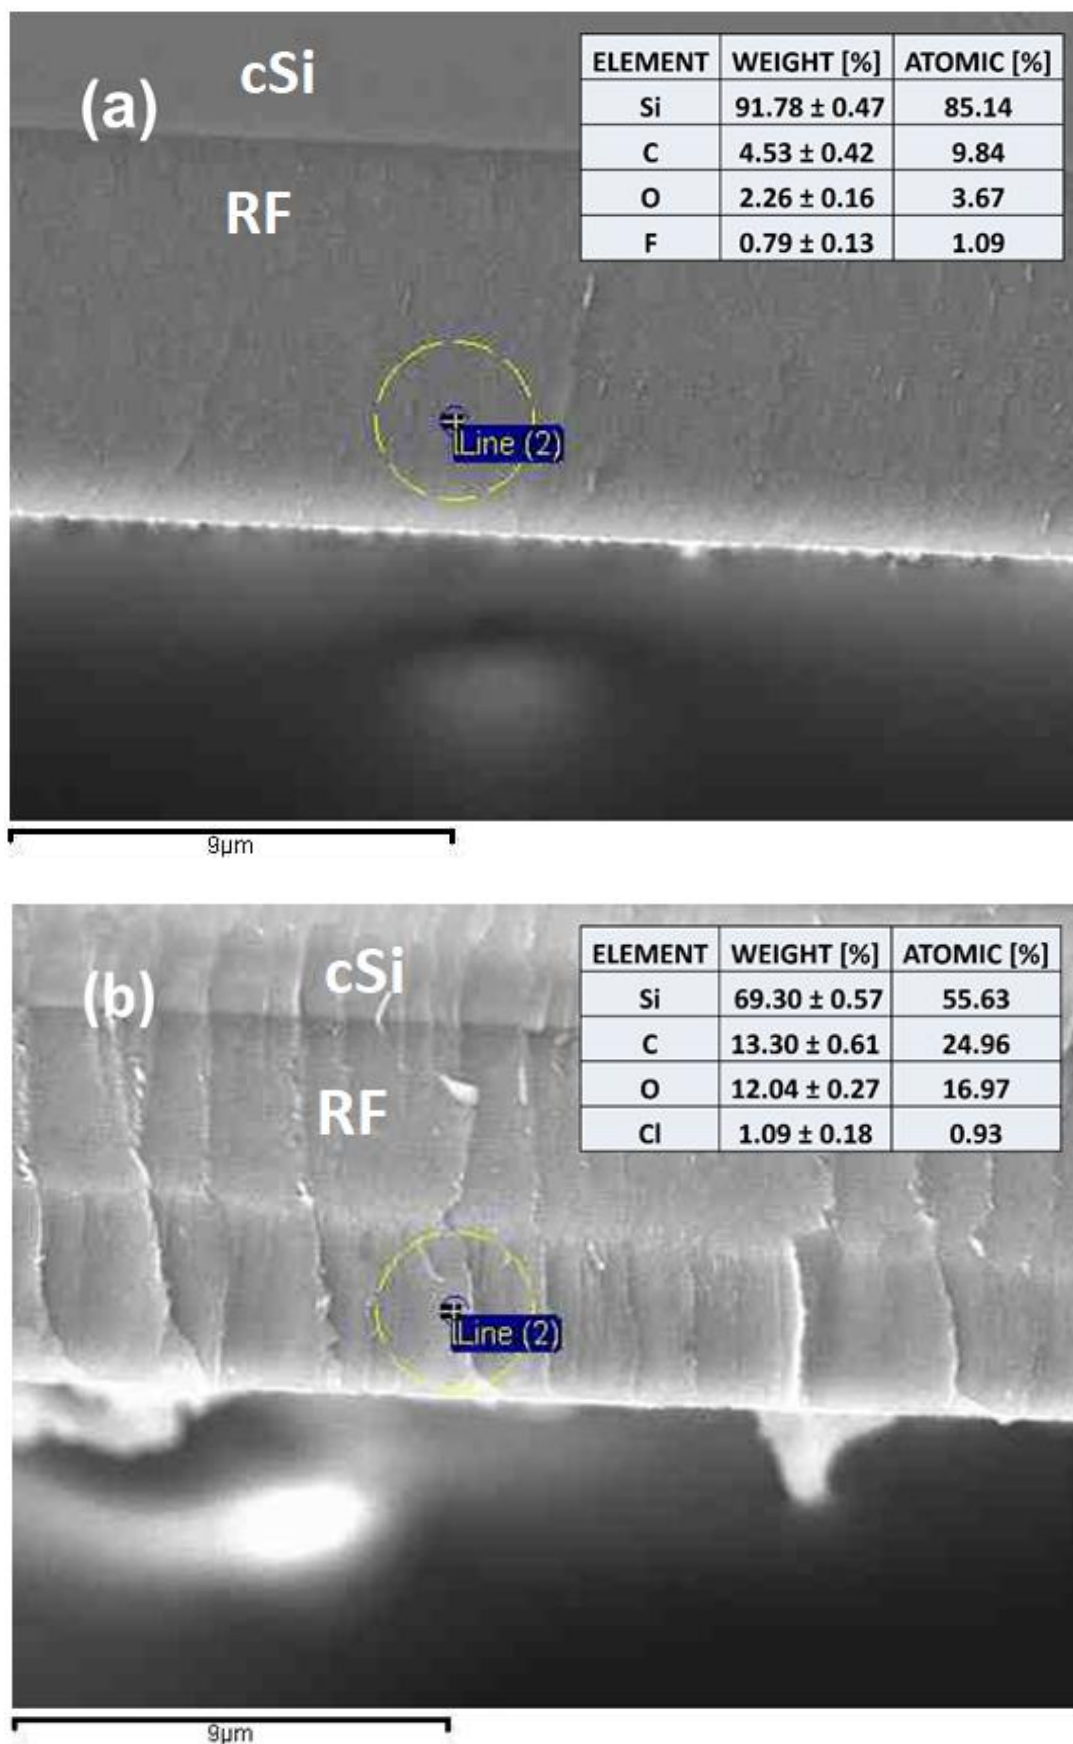 (a)
cSi
RF
ELEMENT WEIGHT [%] ATOMIC [%]
Si 91.78 ± 0.47 85.14
C 4.53 ± 0.42 9.84
O 2.26 ± 0.16 3.67
F 0.79 ± 0.13 1.09
Line (2)
9µm
(b)
cSi
RF
ELEMENT WEIGHT [%] ATOMIC [%]
Si 69.30 ± 0.57 55.63
C 13.30 ± 0.61 24.96
O 12.04 ± 0.27 16.97
Cl 1.09 ± 0.18 0.93
Line (2)
9µm